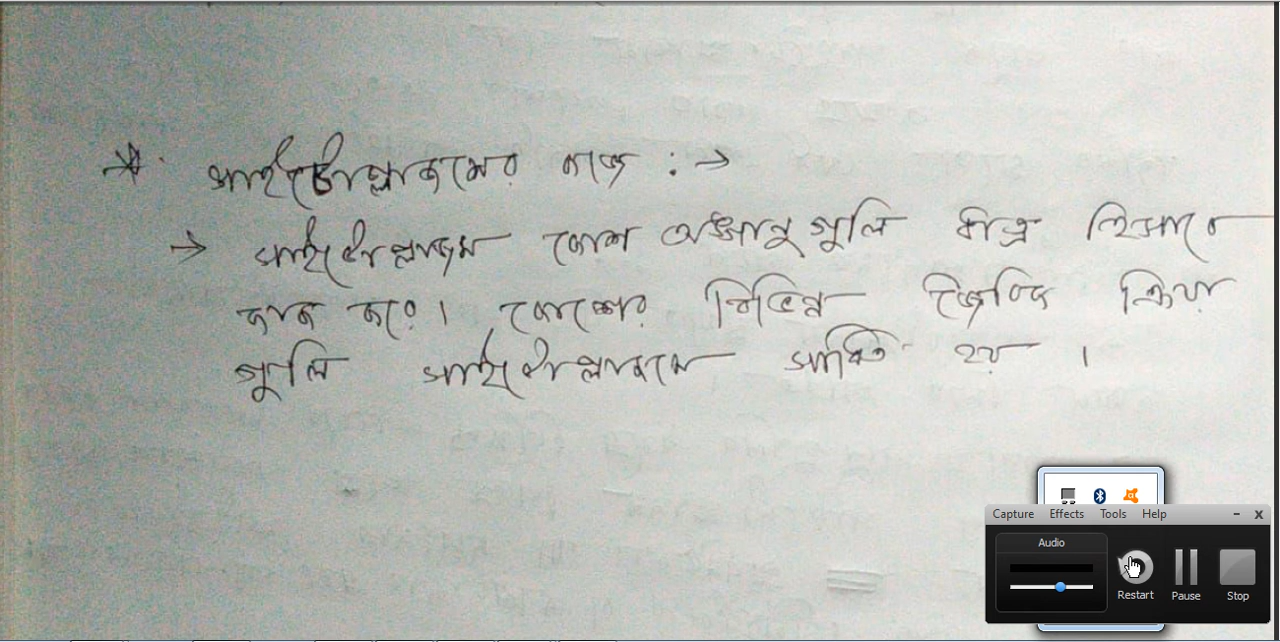 * সাইটোপ্লাজমের কাজ :→
→ সাইটোপ্লাজম কোশ অঙ্গানু গুলি ধাত্র হিসাবে
কাজ করে। কোশের বিভিন্ন জৈবিক ক্রিয়া
গুলি সাইটোপ্লাজমে সাধিত হয় ।
Capture Effects Tools Help – x
Audio
Restart Pause Stop